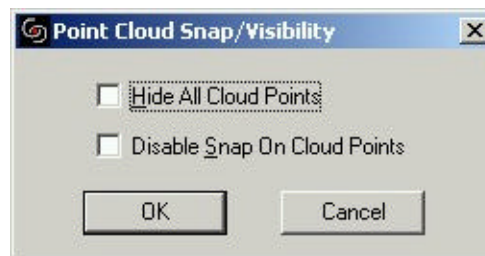 Point Cloud Snap/Visibility
Hide All Cloud Points
Disable Snap On Cloud Points
OK Cancel